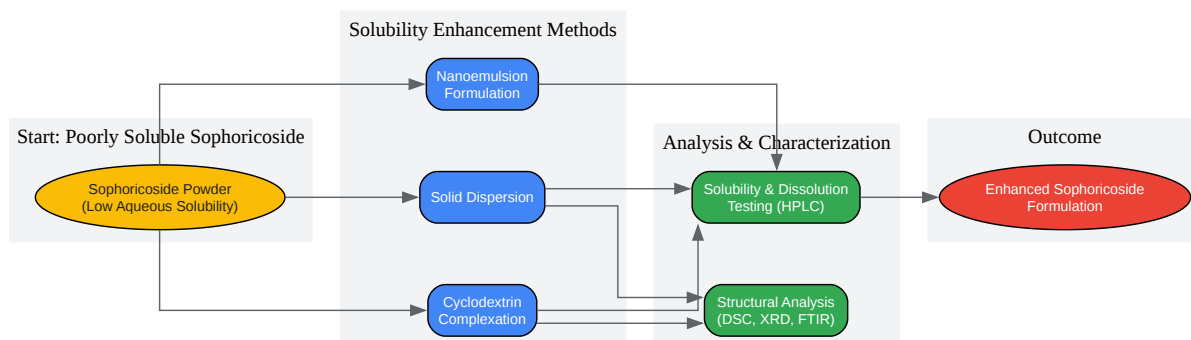 Start: Poorly Soluble Sophoricoside
Sophoricoside Powder
(Low Aqueous Solubility)
Solubility Enhancement Methods
Nanoemulsion
Formulation
Solid Dispersion
Cyclodextrin
Complexation
Analysis & Characterization
Solubility & Dissolution
Testing (HPLC)
Structural Analysis
(DSC, XRD, FTIR)
Outcome
Enhanced Sophoricoside
Formulation